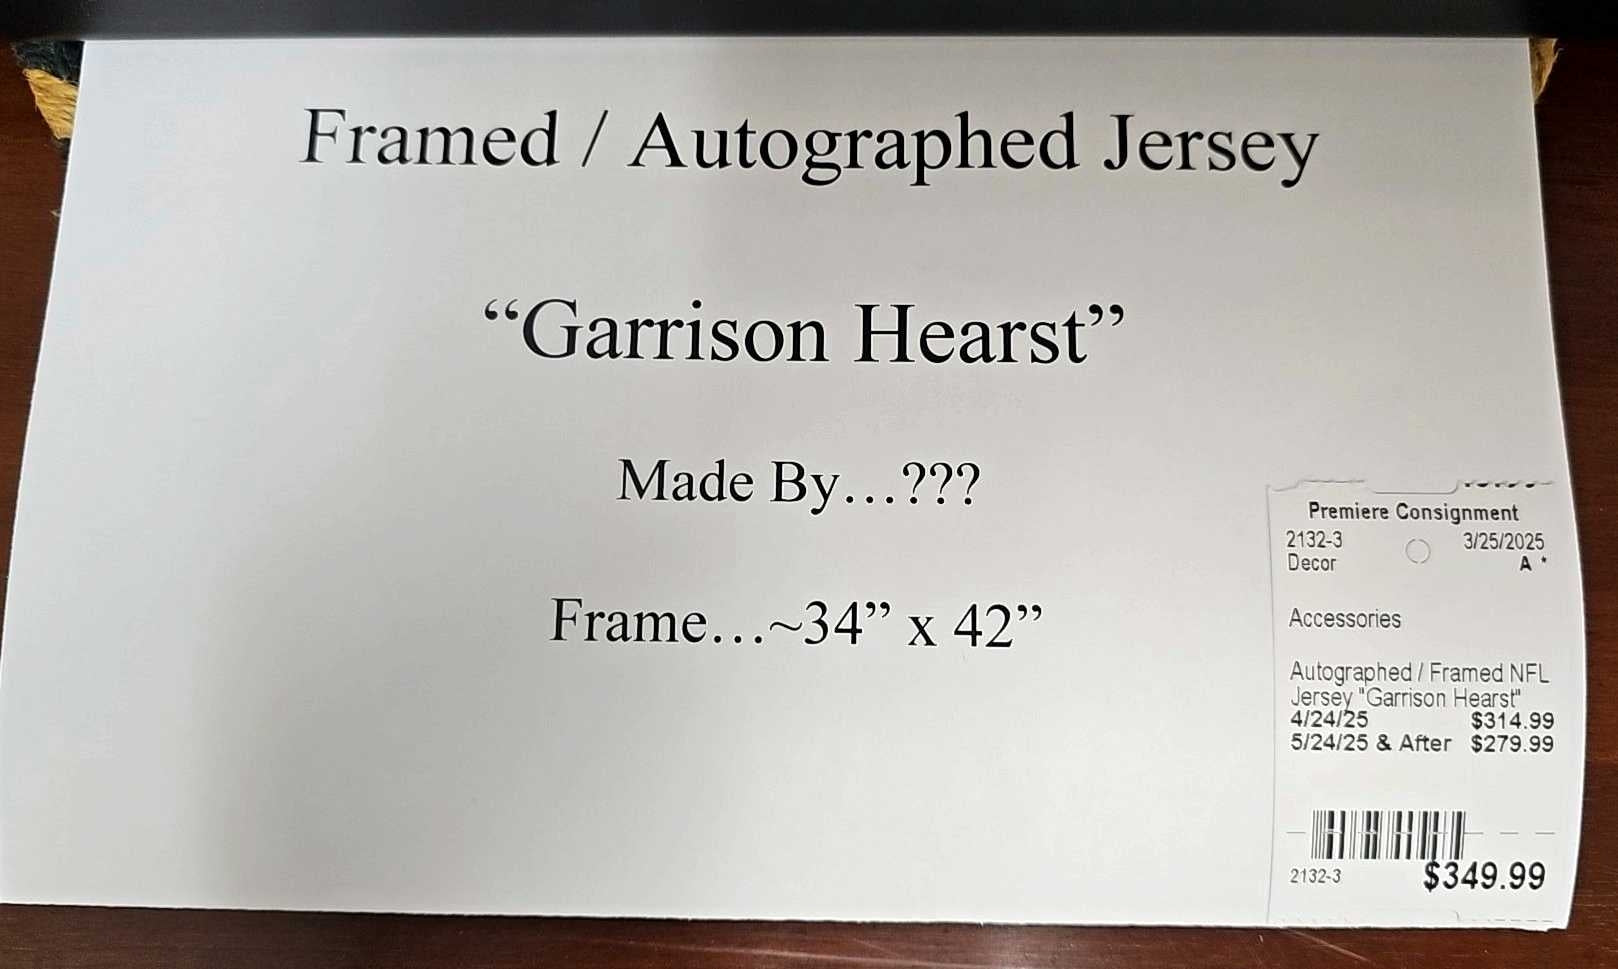 Framed / Autographed Jersey
“Garrison Hearst”
Made By…???
Frame…~34” x 42”
Premiere Consignment
2132-3 3/25/2025
Decor A *
Accessories
Autographed / Framed NFL
Jersey "Garrison Hearst"
4/24/25 $314.99
5/24/25 & After $279.99
2132-3 $349.99